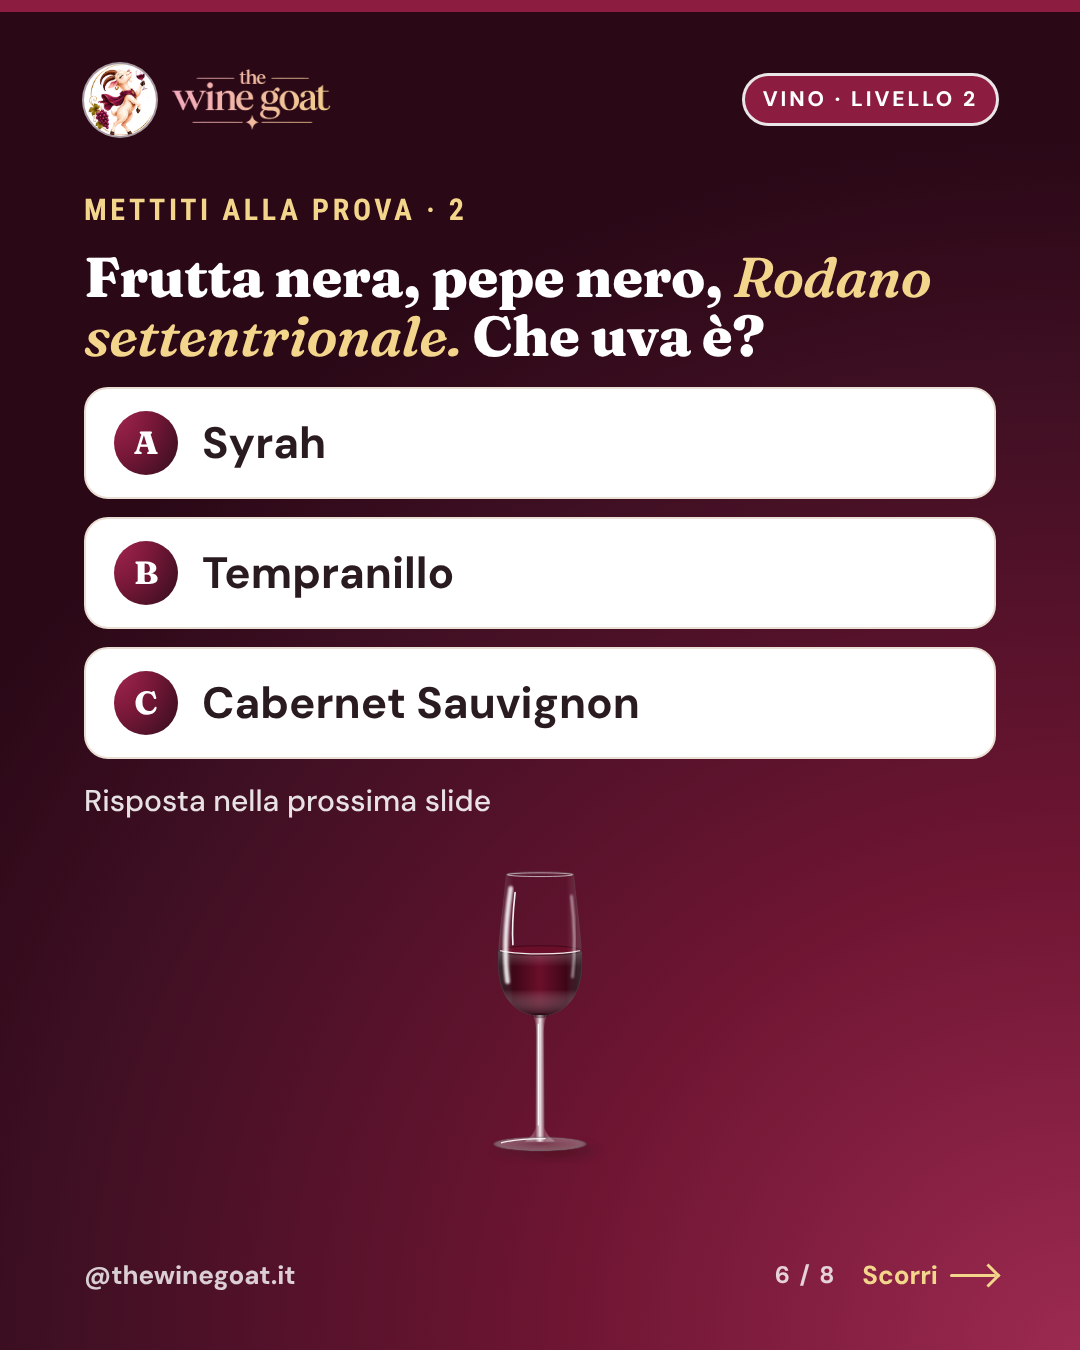 the
wine goat
VINO · LIVELLO 2
METTITI ALLA PROVA · 2
Frutta nera, pepe nero, Rodano
settentrionale. Che uva è?
A Syrah
B Tempranillo
C Cabernet Sauvignon
Risposta nella prossima slide
@thewinegoat.it
6 / 8 Scorri